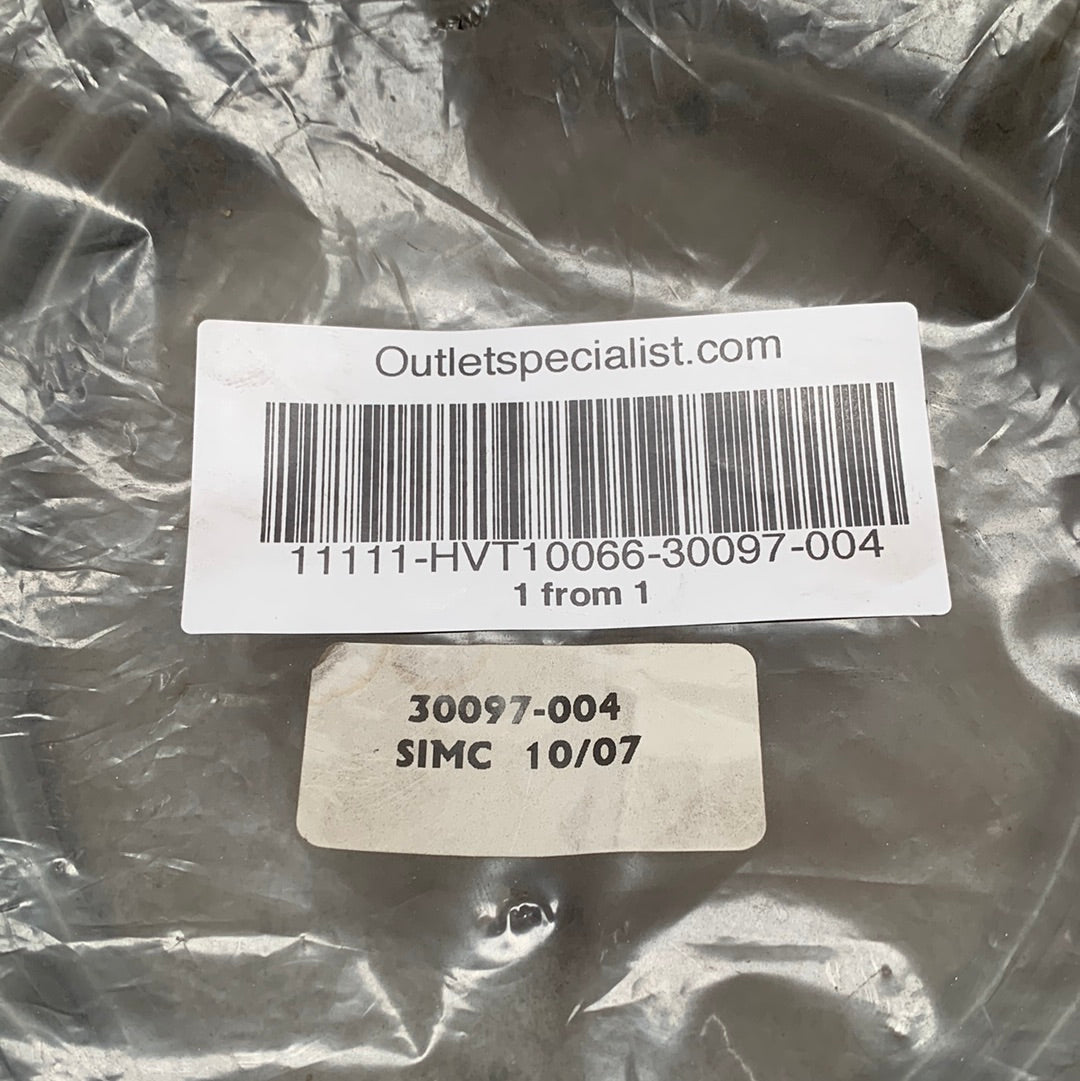 Outletspecialist.com
11111-HVT10066-30097-004
1 from 1
30097-004
SIMC 10/07